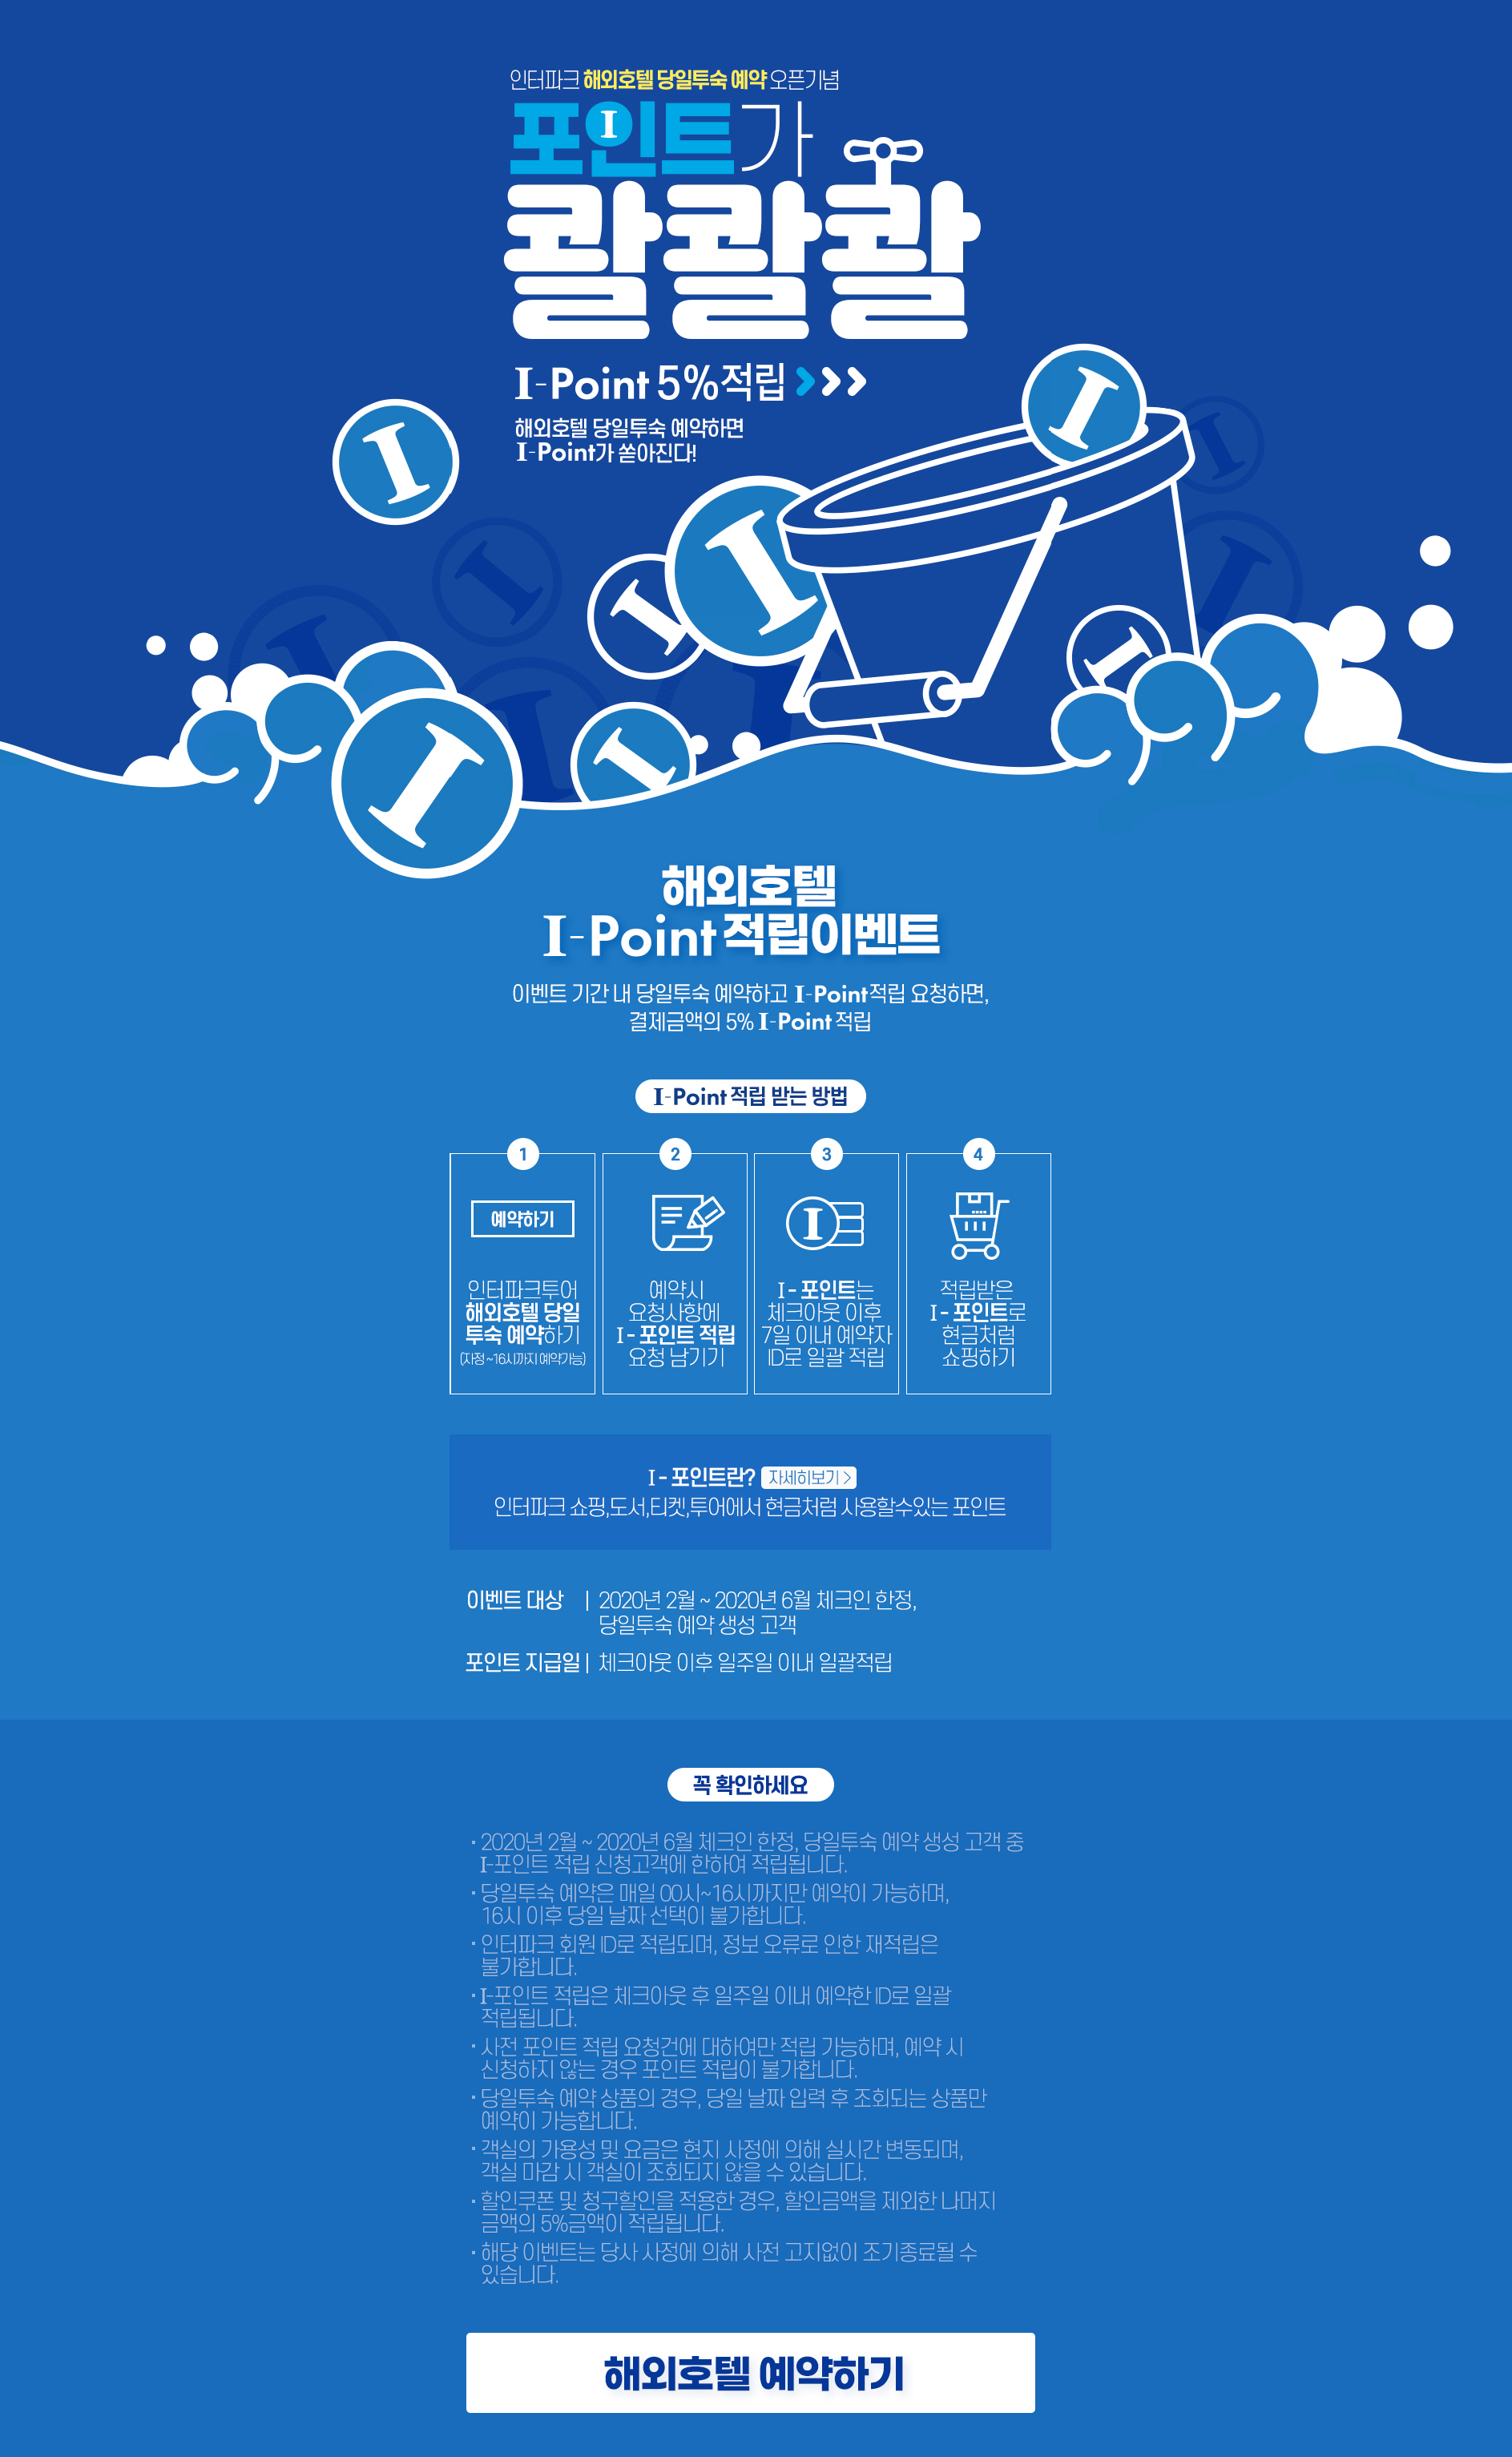 인터파크 해외호텔 당일투숙 예약 오픈기념
포인트가
콸콸콸
I-Point 5%적립
해외호텔 당일투숙 예약하면
I-Point가 쏟아진다!
해외호텔
I-Point 적립이벤트
이벤트 기간 내 당일투숙 예약하고 I-Point적립 요청하면,
결제금액의 5% I-Point 적립
I-Point 적립 받는 방법
1
예약하기
인터파크투어
해외호텔 당일
투숙 예약하기
(자정~16시까지 예약가능)
2
예약시
요청사항에
I - 포인트 적립
요청 남기기
3
I
I - 포인트는
체크아웃 이후
7일 이내 예약자
ID로 일괄 적립
4
적립받은
I - 포인트로
현금처럼
쇼핑하기
I - 포인트란? 자세히보기 >
인터파크 쇼핑,도서,티켓,투어에서 현금처럼 사용할수있는 포인트
이벤트 대상 | 2020년 2월 ~ 2020년 6월 체크인 한정,
당일투숙 예약 생성 고객
포인트 지급일 | 체크아웃 이후 일주일 이내 일괄적립
꼭 확인하세요
· 2020년 2월 ~ 2020년 6월 체크인 한정, 당일투숙 예약 생성 고객 중
I-포인트 적립 신청고객에 한하여 적립됩니다.
· 당일투숙 예약은 매일 00시~16시까지만 예약이 가능하며,
16시 이후 당일 날짜 선택이 불가합니다.
· 인터파크 회원 ID로 적립되며, 정보 오류로 인한 재적립은
불가합니다.
· I-포인트 적립은 체크아웃 후 일주일 이내 예약한 ID로 일괄
적립됩니다.
· 사전 포인트 적립 요청건에 대하여만 적립 가능하며, 예약 시
신청하지 않는 경우 포인트 적립이 불가합니다.
· 당일투숙 예약 상품의 경우, 당일 날짜 입력 후 조회되는 상품만
예약이 가능합니다.
· 객실의 가용성 및 요금은 현지 사정에 의해 실시간 변동되며,
객실 마감 시 객실이 조회되지 않을 수 있습니다.
· 할인쿠폰 및 청구할인을 적용한 경우, 할인금액을 제외한 나머지
금액의 5%금액이 적립됩니다.
· 해당 이벤트는 당사 사정에 의해 사전 고지없이 조기종료될 수
있습니다.
해외호텔 예약하기